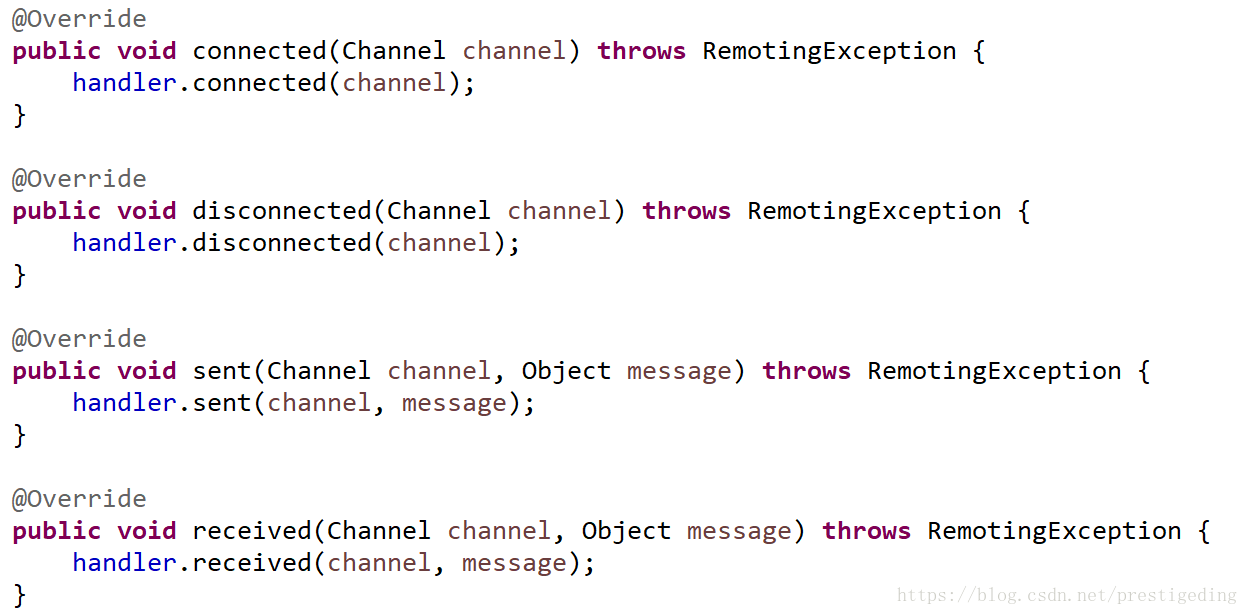 @Override
public void connected(Channel channel) throws RemotingException {
    handler.connected(channel);
}

@Override
public void disconnected(Channel channel) throws RemotingException {
    handler.disconnected(channel);
}

@Override
public void sent(Channel channel, Object message) throws RemotingException {
    handler.sent(channel, message);
}

@Override
public void received(Channel channel, Object message) throws RemotingException {
    handler.received(channel, message);
}
https://blog.csdn.net/prestigeding